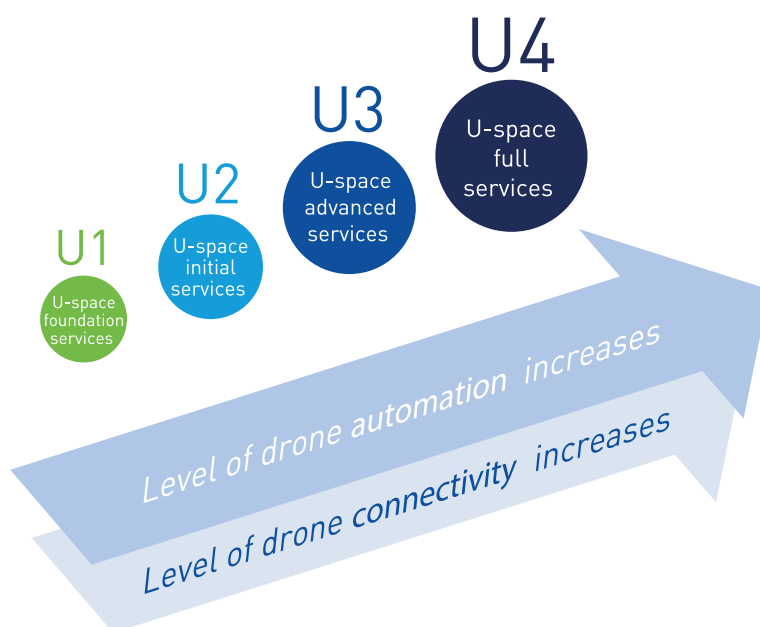 U1
U-space
foundation
services
U2
U-space
initial
services
U3
U-space
advanced
services
U4
U-space
full
services
Level of drone automation increases
Level of drone connectivity increases